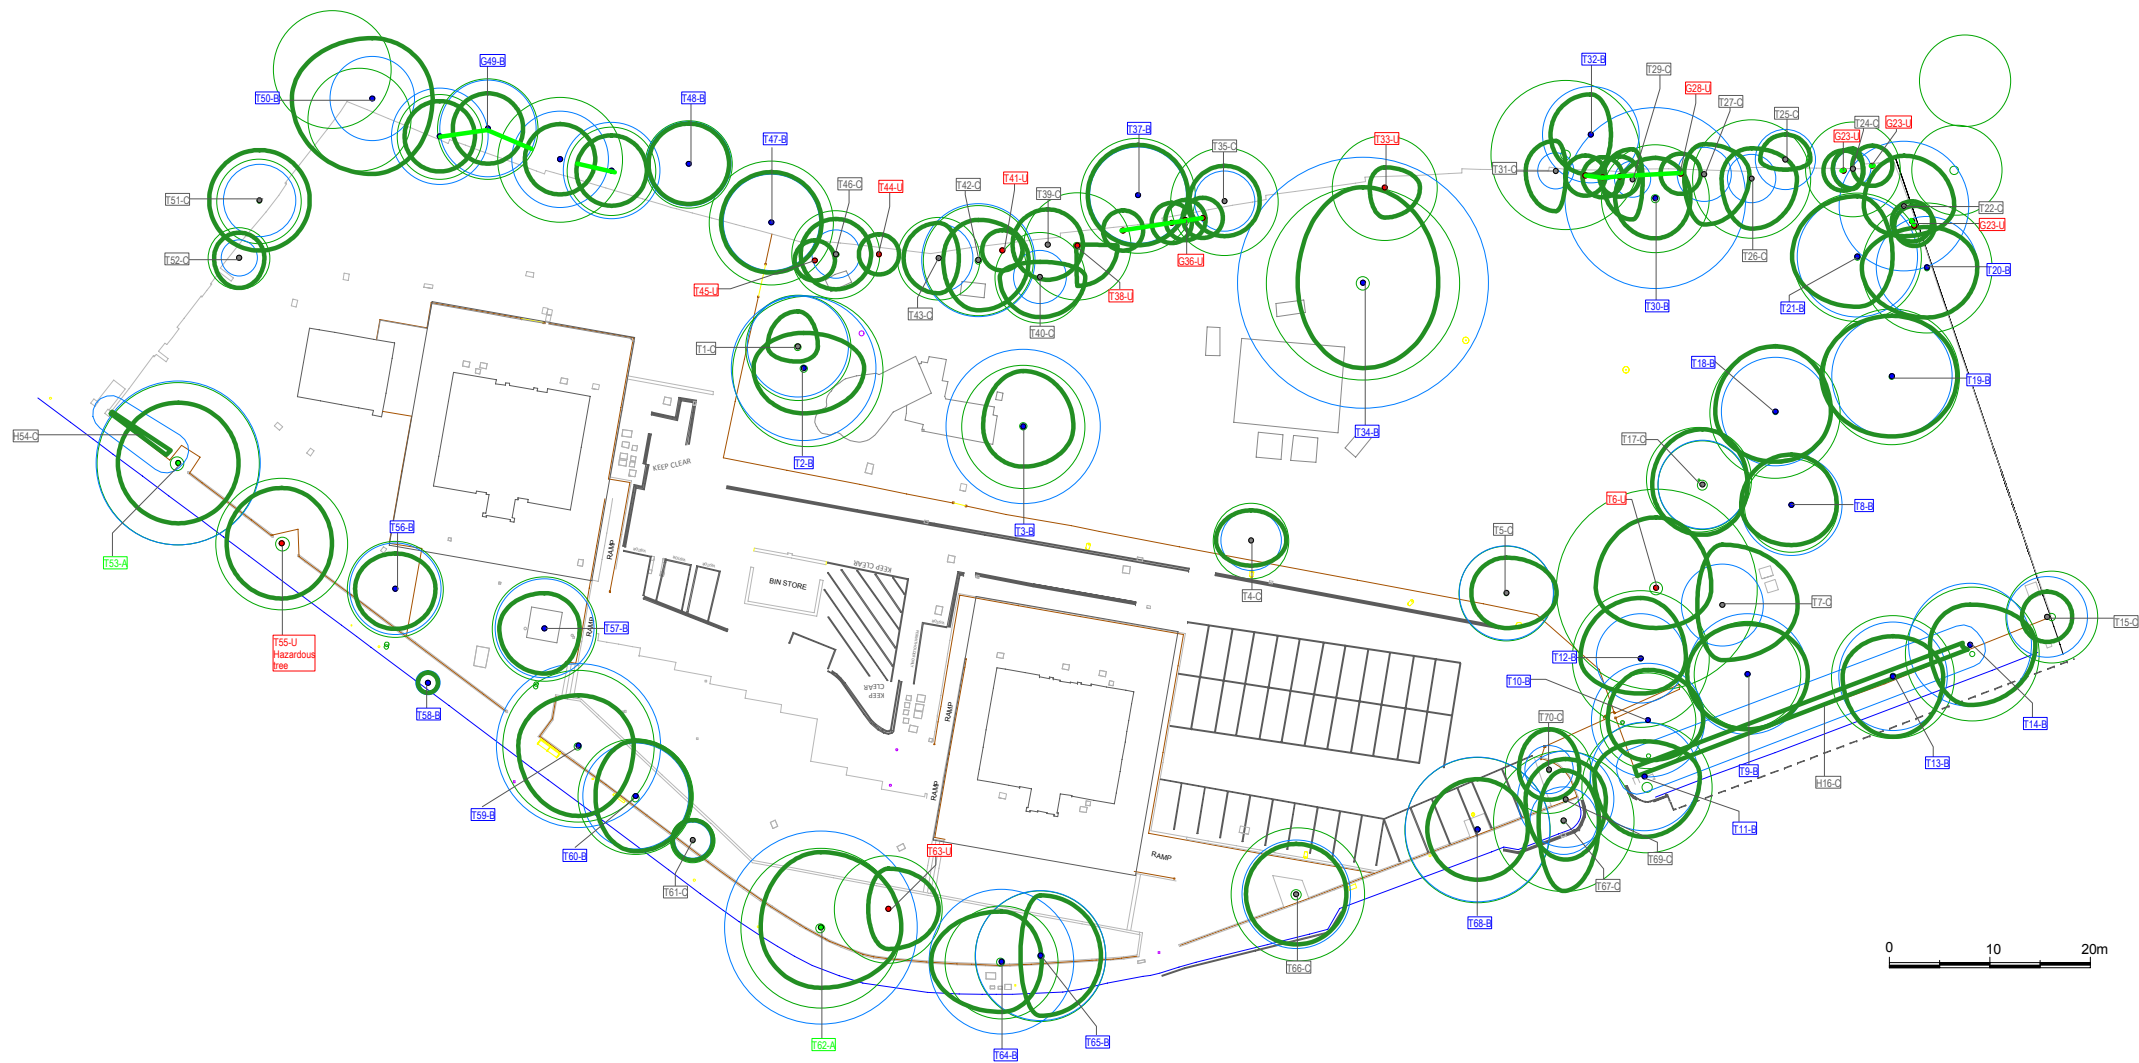 T32-B
T29-C
G49-B
T50-B
T48-B
G28-U
T27-C
T25-C
T24-C
G23-U
G23-U
T37-B
T47-B
T33-U
T35-C
T31-C
T46-C
T44-U
T42-C
T41-U
T39-C
T51-C
T22-C
G23-U
T52-C
G36-U
T26-C
T20-B
T45-U
T38-U
T43-C
T40-C
T30-B
T21-B
T1-C
T18-B
T19-B
H54-C
T34-B
T17-C
T2-B
KEEP CLEAR
T6-U
T8-B
T56-B
T3-B
T5-C
RAMP
T53-A
KEEP CLEAR
BIN STORE
T4-C
T7-C
T15-C
T55-U
Hazardous
tree
RAMP
T57-B
T12-B
T10-B
KEEP
CLEAR
T58-B
RAMP
T70-C
T14-B
T9-B
T13-B
H16-C
RAMP
T59-B
T11-B
T60-B
T63-U
RAMP
T69-C
T61-C
T67-C
T68-B
T66-C
0 10 20m
T62-A
T64-B
T65-B